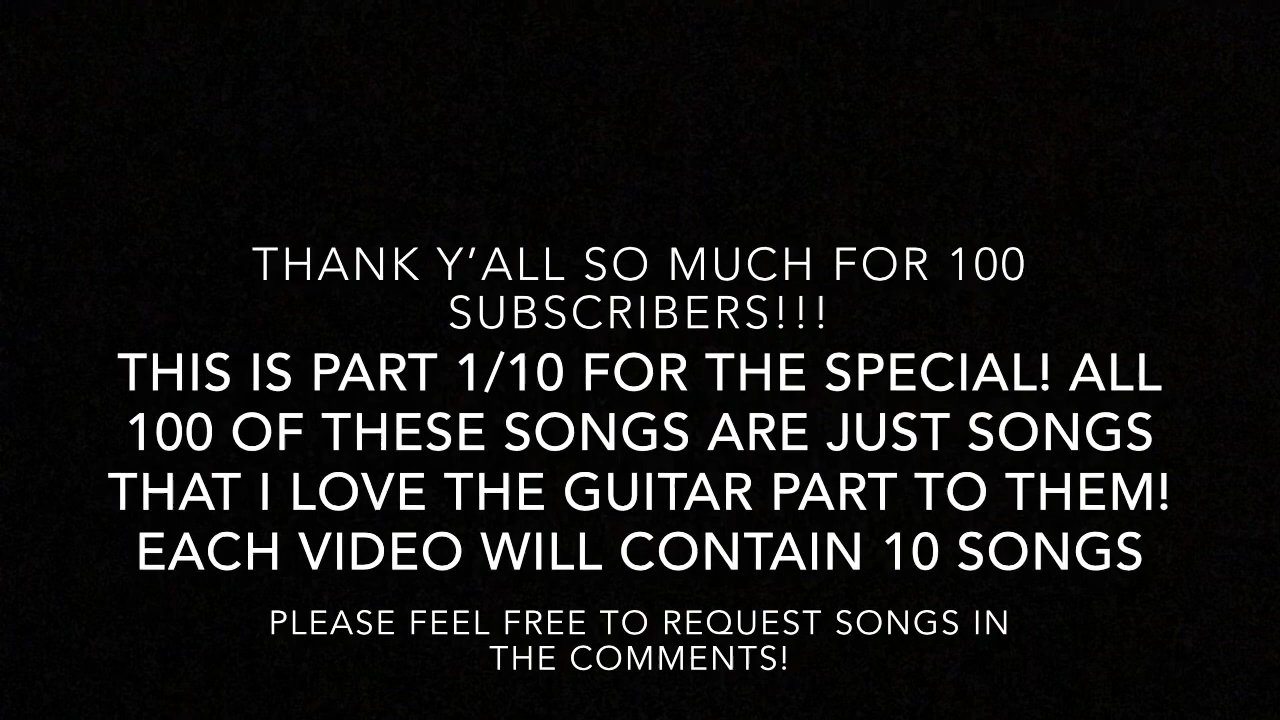 THANK Y’ALL SO MUCH FOR 100
SUBSCRIBERS!!!
THIS IS PART 1/10 FOR THE SPECIAL! ALL
100 OF THESE SONGS ARE JUST SONGS
THAT I LOVE THE GUITAR PART TO THEM!
EACH VIDEO WILL CONTAIN 10 SONGS
PLEASE FEEL FREE TO REQUEST SONGS IN
THE COMMENTS!